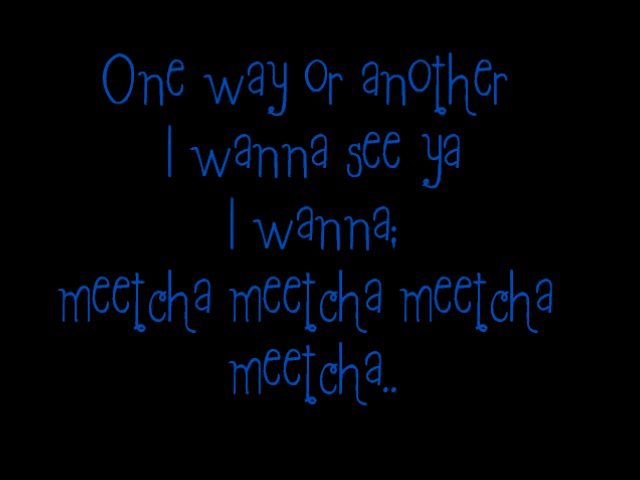 One way or another
I wanna see ya
I wanna;
meetcha meetcha meetcha
meetcha..